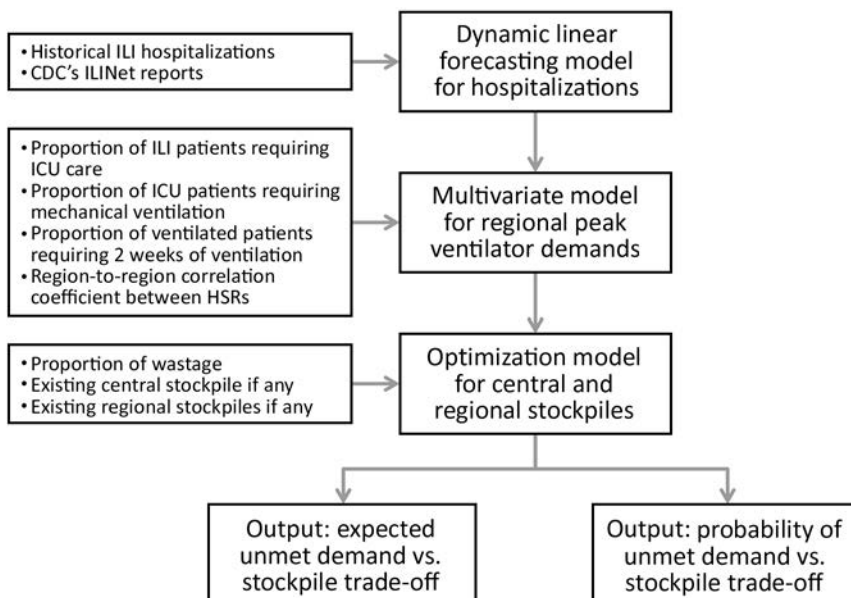 • Historical ILI hospitalizations
• CDC's ILINet reports
Dynamic linear
forecasting model
for hospitalizations
• Proportion of ILI patients requiring
ICU care
• Proportion of ICU patients requiring
mechanical ventilation
• Proportion of ventilated patients
requiring 2 weeks of ventilation
• Region-to-region correlation
coefficient between HSRs
Multivariate model
for regional peak
ventilator demands
• Proportion of wastage
• Existing central stockpile if any
• Existing regional stockpiles if any
Optimization model
for central and
regional stockpiles
Output: expected
unmet demand vs.
stockpile trade-off
Output: probability of
unmet demand vs.
stockpile trade-off